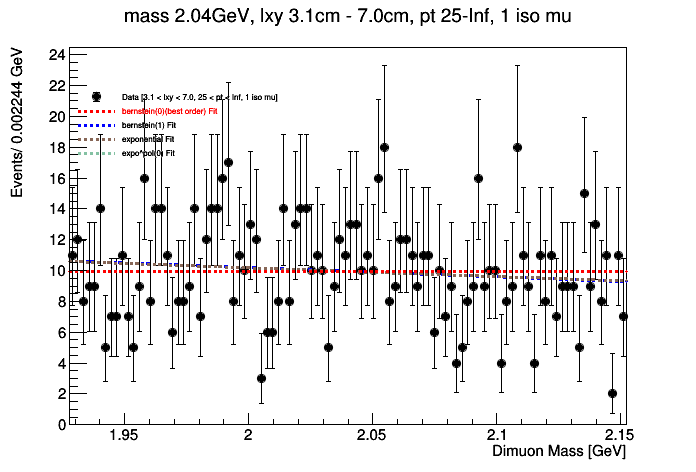 mass 2.04GeV, lxy 3.1cm - 7.0cm, pt 25-Inf, 1 iso mu
Events/ 0.002244 GeV
24
22
20
18
16
14
12
10
8
6
4
2
0
Data [3.1 < lxy < 7.0, 25 < pt < Inf, 1 iso mu]
bernstein(0)(best order) Fit
bernstein(1) Fit
exponential Fit
expo*pol(0) Fit
1.95
2
2.05
2.1
2.15
Dimuon Mass [GeV]